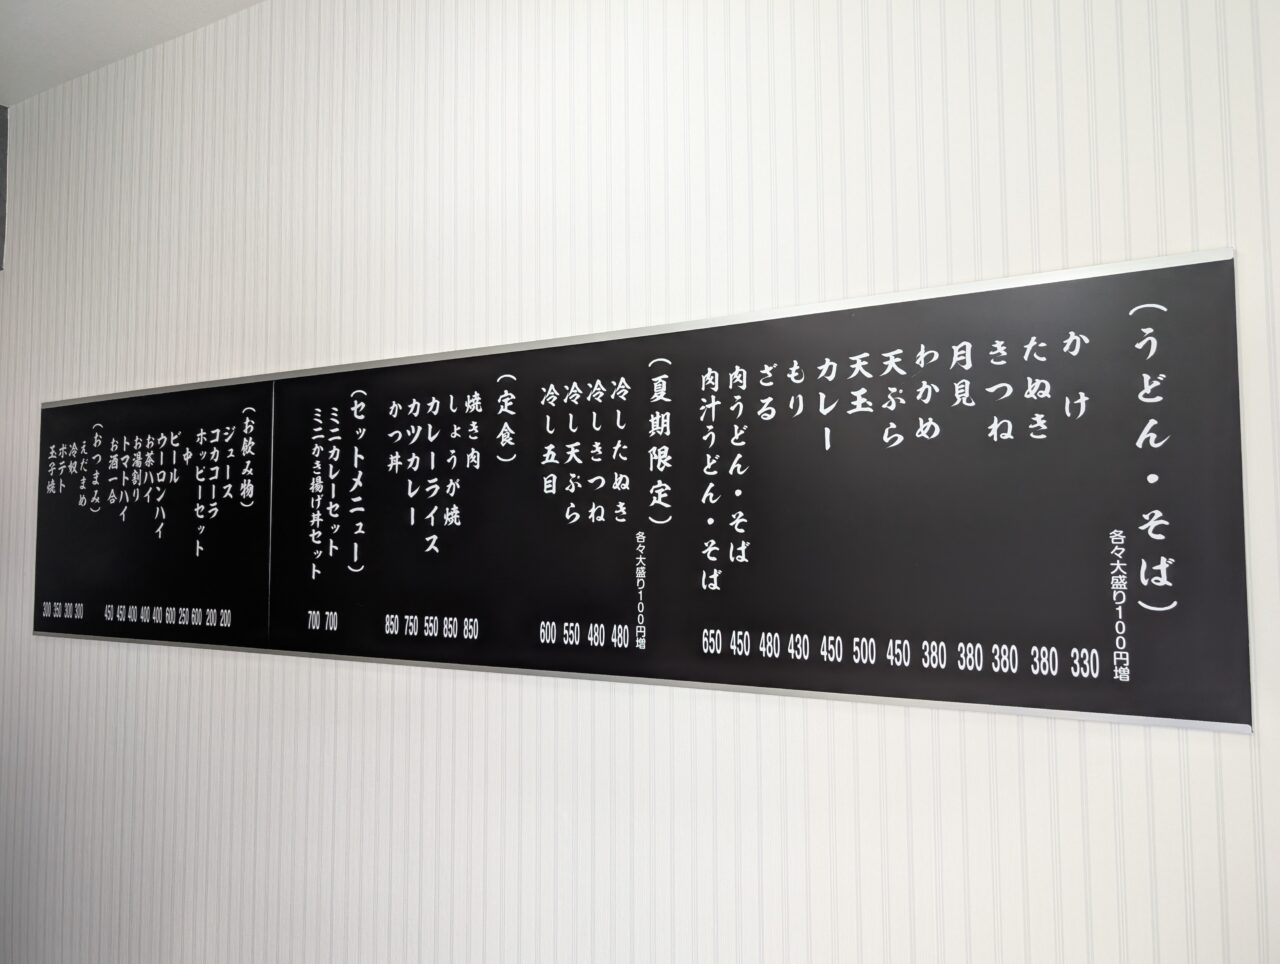 （うどん・そば）
各々大盛り100円増
かけ 330
たぬき 380
きつね 380
月見 380
わかめ 380
天ぷら 450
天玉 500
カレー 450
もり 430
ざる 480
肉うどん・そば 450
肉汁うどん・そば 650
（夏期限定）
各々大盛り100円増
冷したぬき 480
冷しきつね 480
冷し天ぷら 550
冷し五目 600
（定食）
焼き肉 850
しょうが焼 850
カレーライス 550
カツカレー 750
かつ丼 850
（セットメニュー）
ミニカレーセット 700
ミニかき揚げ丼セット 700
（お飲み物）
ジュース 200
コカコーラ 200
ホッピーセット 600
中 250
ビール 600
ウーロンハイ 400
お茶ハイ 400
お湯割り 400
トマトハイ 450
お酒一合 450
（おつまみ）
えだまめ 300
冷奴 300
ポテト 350
玉子焼 300